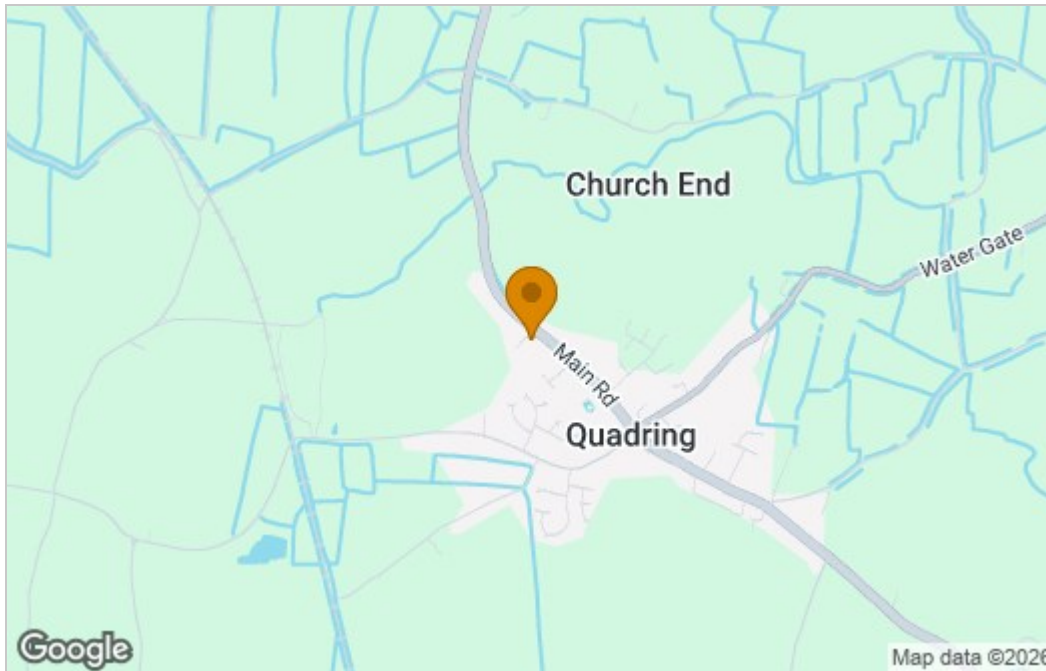 Church End
Water Gate
Main Rd
Quadring
Google
Map data ©2026